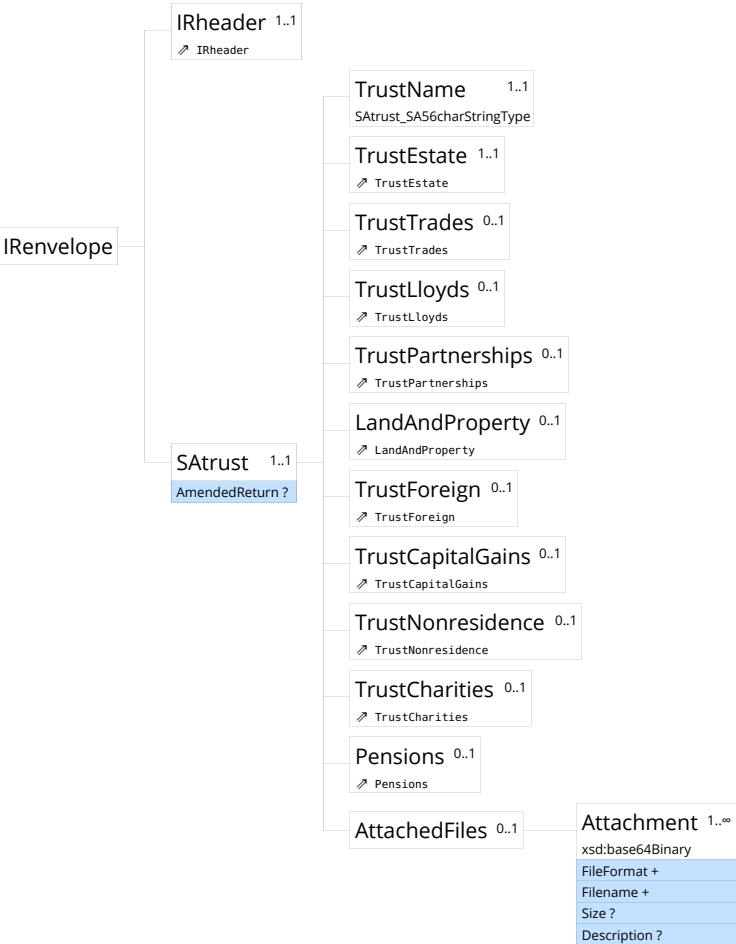 IRheader 1..1
⇗ IRheader
TrustName 1..1
SAtrust_SA56charStringType
TrustEstate 1..1
⇗ TrustEstate
TrustTrades 0..1
⇗ TrustTrades
IRenvelope
TrustLloyds 0..1
⇗ TrustLloyds
TrustPartnerships 0..1
⇗ TrustPartnerships
LandAndProperty 0..1
⇗ LandAndProperty
SAtrust 1..1
AmendedReturn ?
TrustForeign 0..1
⇗ TrustForeign
TrustCapitalGains 0..1
⇗ TrustCapitalGains
TrustNonresidence 0..1
⇗ TrustNonresidence
TrustCharities 0..1
⇗ TrustCharities
Pensions 0..1
⇗ Pensions
AttachedFiles 0..1
Attachment 1..∞
xsd:base64Binary
FileFormat +
Filename +
Size ?
Description ?